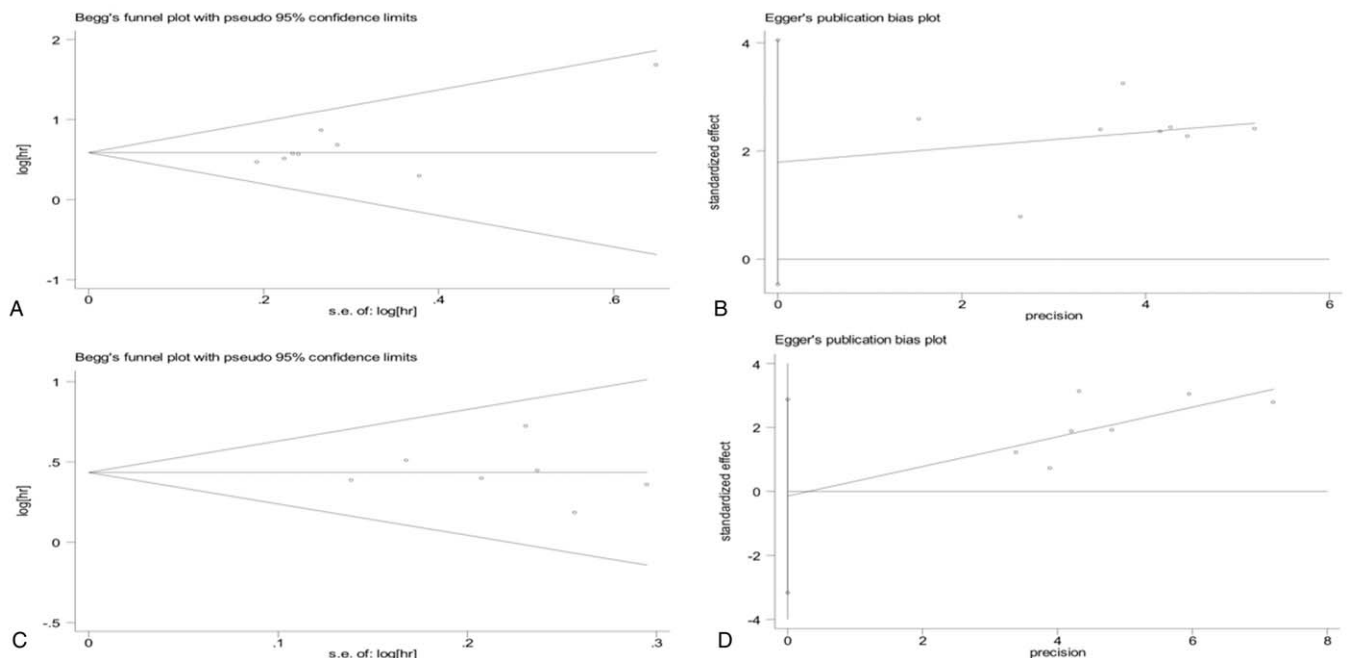 Begg's funnel plot with pseudo 95% confidence limits
2
1
0
-1
log[hr]
0 .2 .4 .6
s.e. of: log[hr]
A
Egger's publication bias plot
4
2
0
standardized effect
0 2 4 6
precision
B
Begg's funnel plot with pseudo 95% confidence limits
1
.5
0
-.5
log[hr]
0 .1 .2 .3
s.e. of: log[hr]
C
Egger's publication bias plot
4
2
0
-2
-4
standardized effect
0 2 4 6 8
precision
D